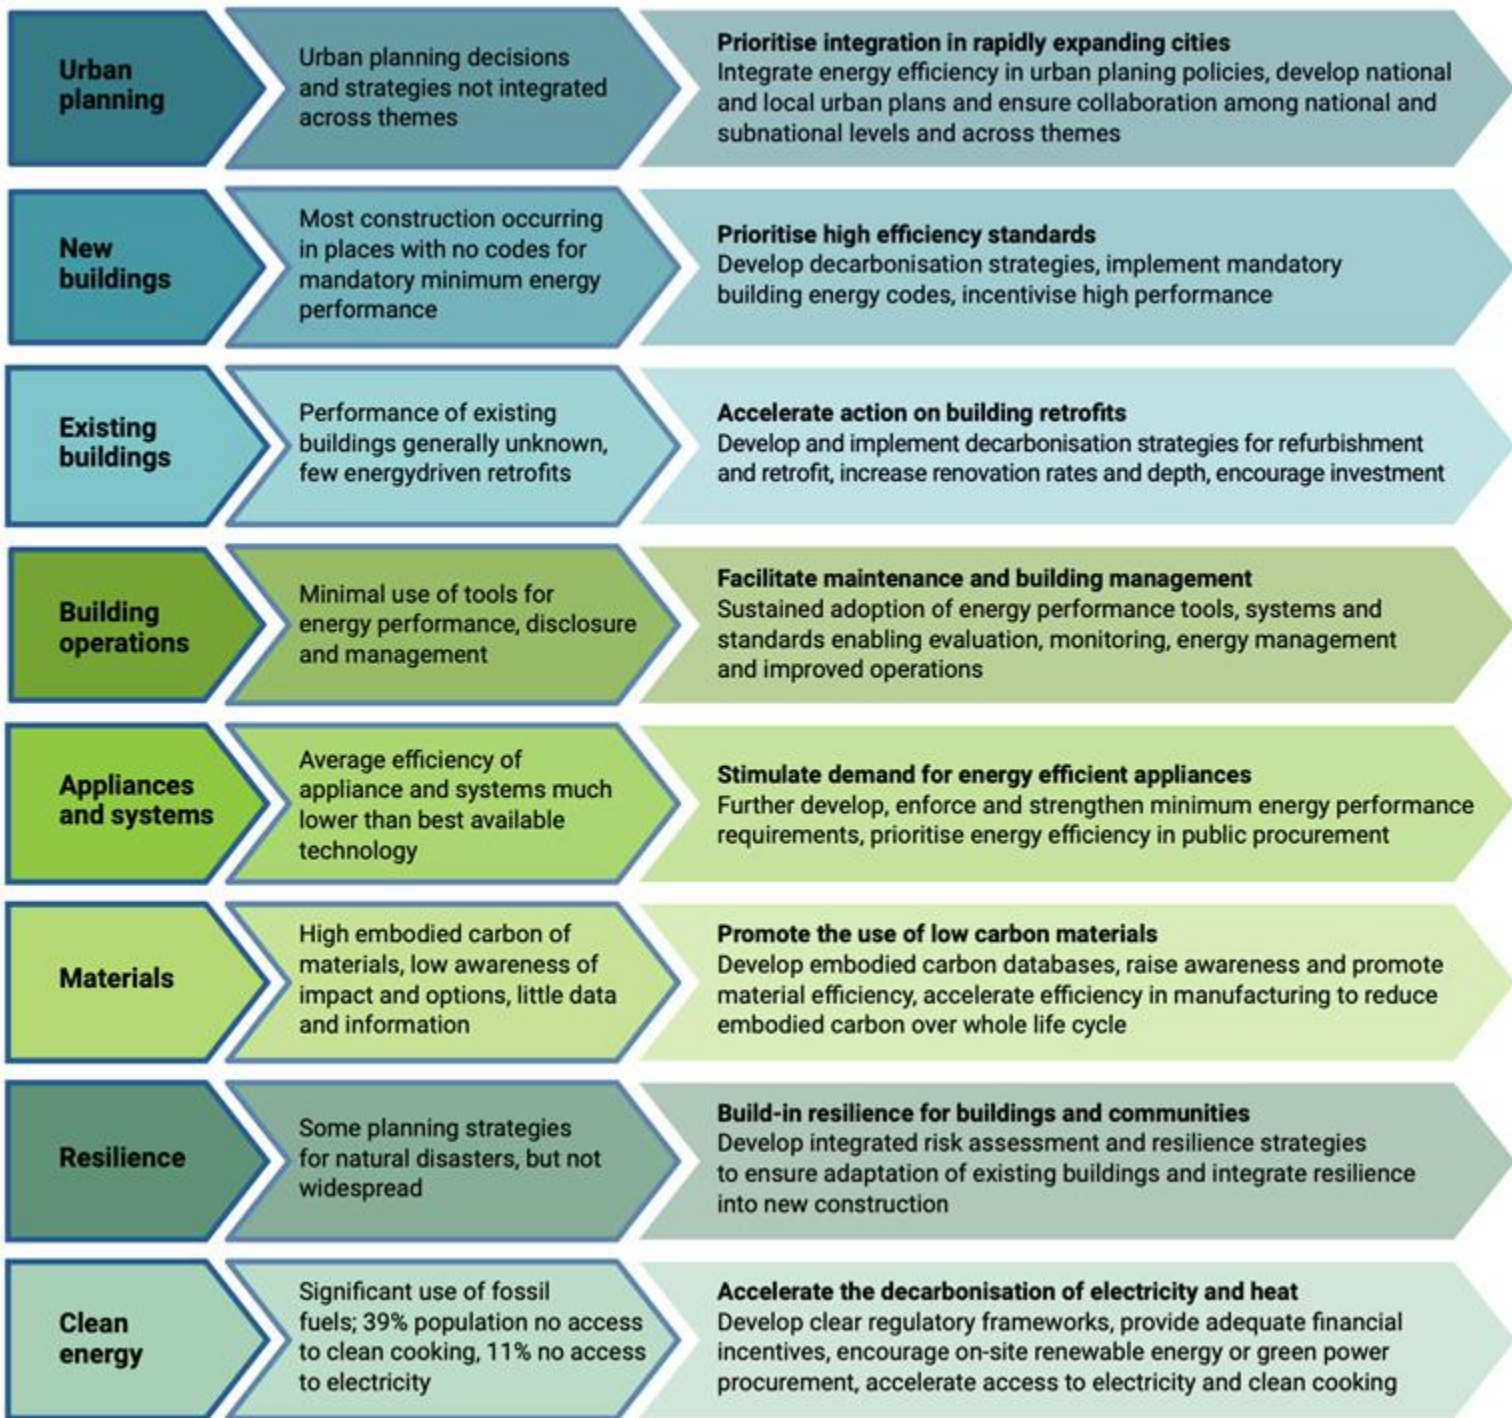 Urban
planning
Urban planning decisions
and strategies not integrated
across themes
Prioritise integration in rapidly expanding cities
Integrate energy efficiency in urban planing policies, develop national
and local urban plans and ensure collaboration among national and
subnational levels and across themes
New
buildings
Most construction occurring
in places with no codes for
mandatory minimum energy
performance
Prioritise high efficiency standards
Develop decarbonisation strategies, implement mandatory
building energy codes, incentivise high performance
Existing
buildings
Performance of existing
buildings generally unknown,
few energydriven retrofits
Accelerate action on building retrofits
Develop and implement decarbonisation strategies for refurbishment
and retrofit, increase renovation rates and depth, encourage investment
Building
operations
Minimal use of tools for
energy performance, disclosure
and management
Facilitate maintenance and building management
Sustained adoption of energy performance tools, systems and
standards enabling evaluation, monitoring, energy management
and improved operations
Appliances
and systems
Average efficiency of
appliance and systems much
lower than best available
technology
Stimulate demand for energy efficient appliances
Further develop, enforce and strengthen minimum energy performance
requirements, prioritise energy efficiency in public procurement
Materials
High embodied carbon of
materials, low awareness of
impact and options, little data
and information
Promote the use of low carbon materials
Develop embodied carbon databases, raise awareness and promote
material efficiency, accelerate efficiency in manufacturing to reduce
embodied carbon over whole life cycle
Resilience
Some planning strategies
for natural disasters, but not
widespread
Build-in resilience for buildings and communities
Develop integrated risk assessment and resilience strategies
to ensure adaptation of existing buildings and integrate resilience
into new construction
Clean
energy
Significant use of fossil
fuels; 39% population no access
to clean cooking, 11% no access
to electricity
Accelerate the decarbonisation of electricity and heat
Develop clear regulatory frameworks, provide adequate financial
incentives, encourage on-site renewable energy or green power
procurement, accelerate access to electricity and clean cooking